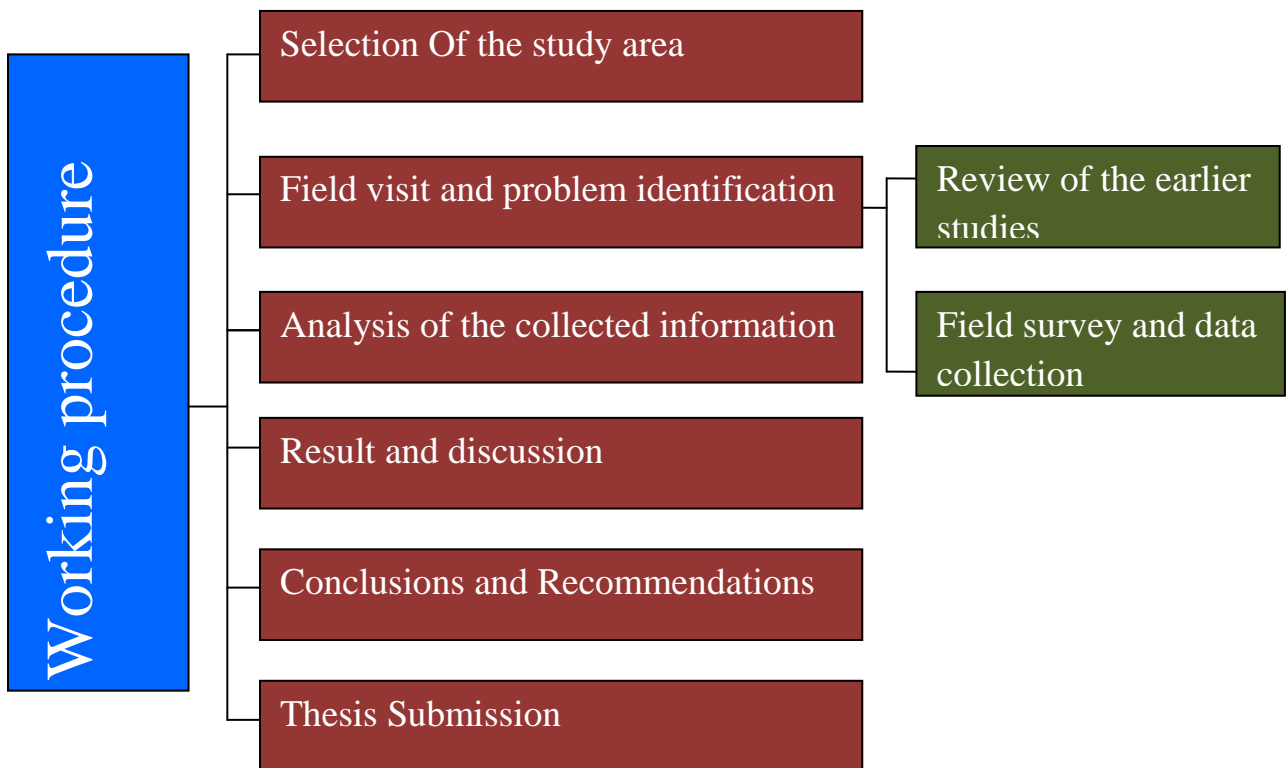 Working procedure
Selection Of the study area
Field visit and problem identification
Review of the earlier
studies
Field survey and data
collection
Analysis of the collected information
Result and discussion
Conclusions and Recommendations
Thesis Submission